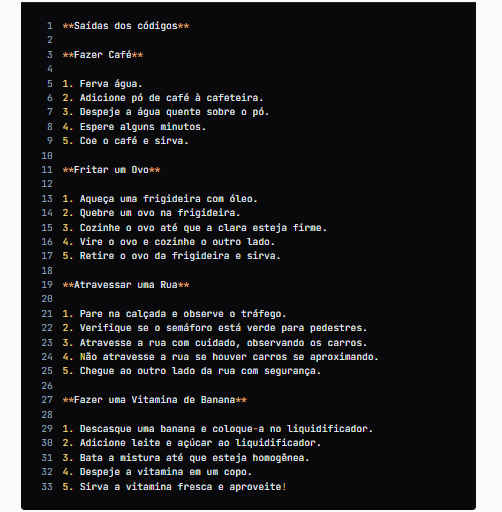 1 **Saídas dos códigos**
2
3 **Fazer Café**
4
5 1. Ferva água.
6 2. Adicione pó de café à cafeteira.
7 3. Despeje a água quente sobre o pó.
8 4. Espere alguns minutos.
9 5. Coe o café e sirva.
10
11 **Fritar um Ovo**
12
13 1. Aqueça uma frigideira com óleo.
14 2. Quebre um ovo na frigideira.
15 3. Cozinhe o ovo até que a clara esteja firme.
16 4. Vire o ovo e cozinhe o outro lado.
17 5. Retire o ovo da frigideira e sirva.
18
19 **Atravessar uma Rua**
20
21 1. Pare na calçada e observe o tráfego.
22 2. Verifique se o semáforo está verde para pedestres.
23 3. Atravesse a rua com cuidado, observando os carros.
24 4. Não atravesse a rua se houver carros se aproximando.
25 5. Chegue ao outro lado da rua com segurança.
26
27 **Fazer uma Vitamina de Banana**
28
29 1. Descasque uma banana e coloque-a no liquidificador.
30 2. Adicione leite e açúcar ao liquidificador.
31 3. Bata a mistura até que esteja homogênea.
32 4. Despeje a vitamina em um copo.
33 5. Sirva a vitamina fresca e aproveite!